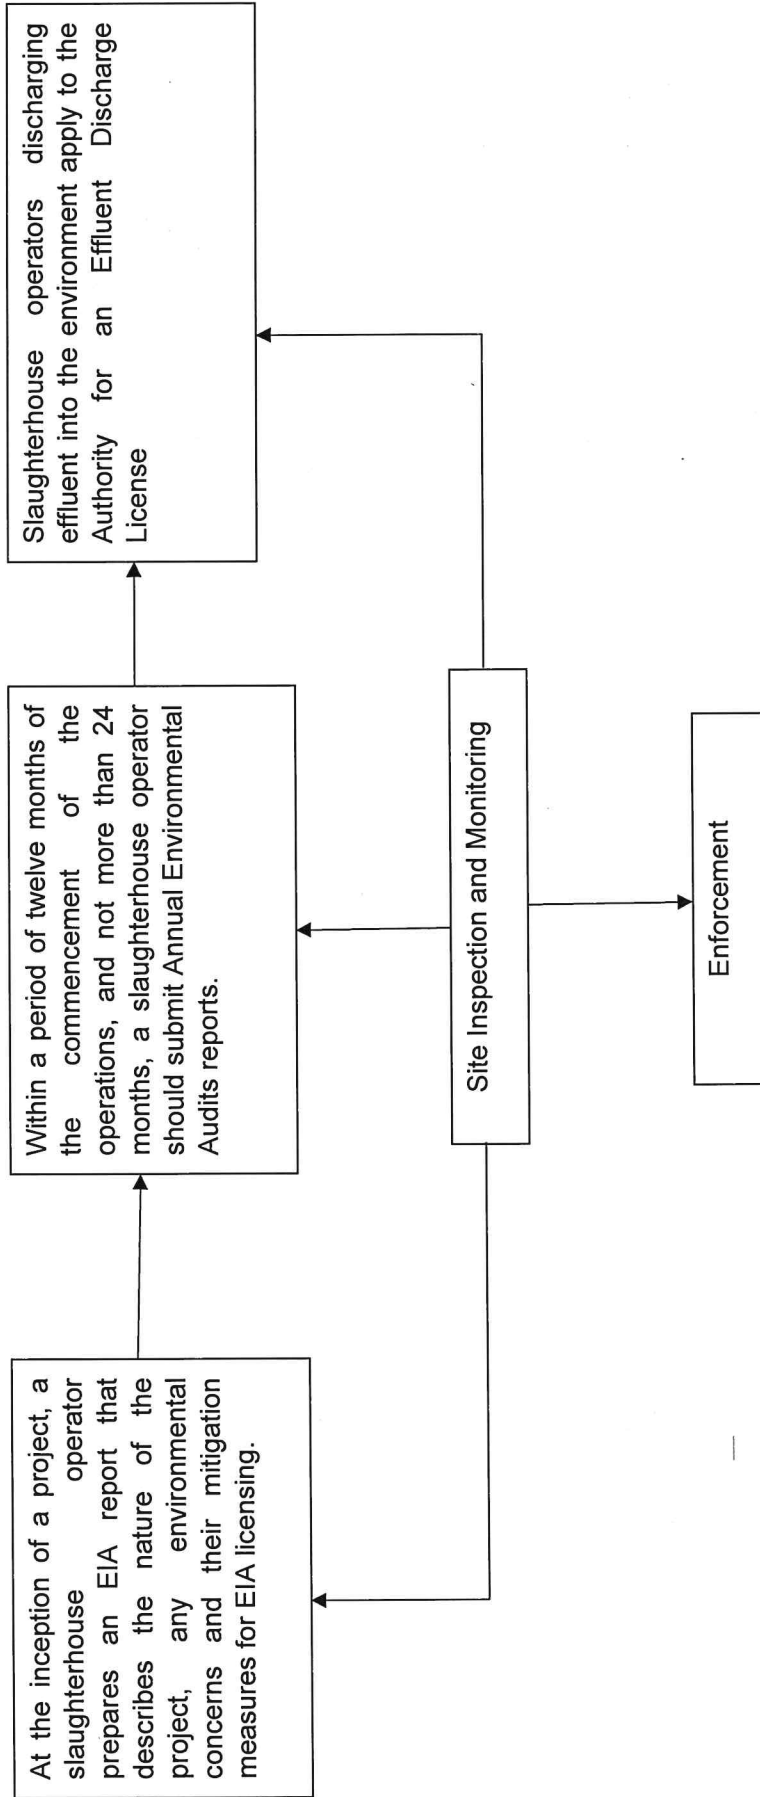 At the inception of a project, a
slaughterhouse operator
prepares an EIA report that
describes the nature of the
project, any environmental
concerns and their mitigation
measures for EIA licensing.
Within a period of twelve months of
the commencement of the
operations, and not more than 24
months, a slaughterhouse operator
should submit Annual Environmental
Audits reports.
Slaughterhouse operators discharging
effluent into the environment apply to the
Authority for an Effluent Discharge
License
Site Inspection and Monitoring
Enforcement